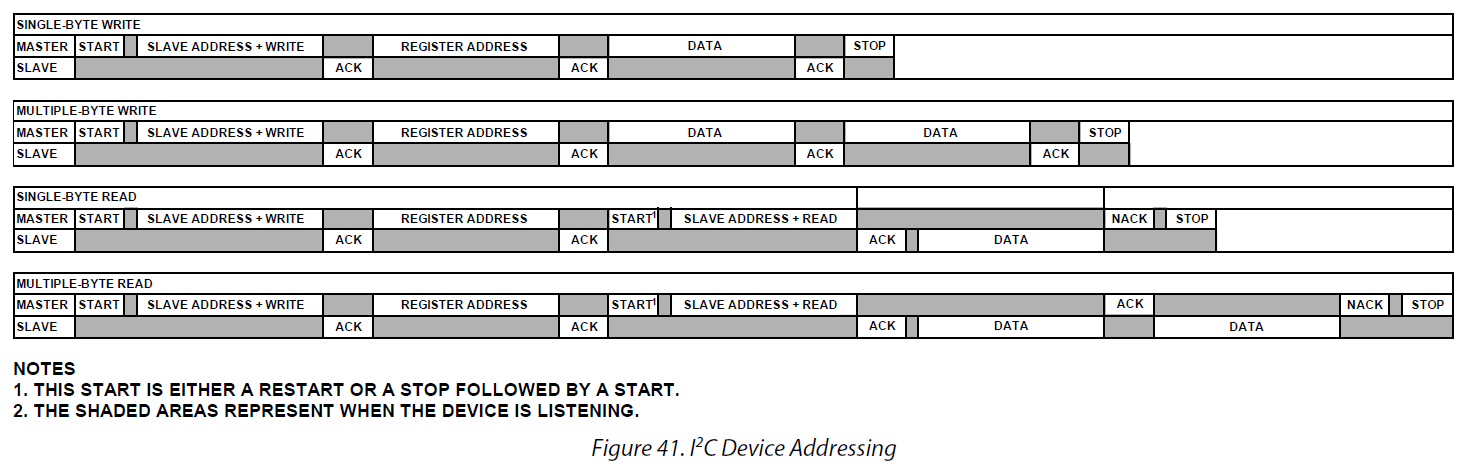 SINGLE-BYTE WRITE
MASTER START SLAVE ADDRESS + WRITE REGISTER ADDRESS DATA STOP
SLAVE ACK ACK ACK
MULTIPLE-BYTE WRITE
MASTER START SLAVE ADDRESS + WRITE REGISTER ADDRESS DATA DATA STOP
SLAVE ACK ACK ACK ACK
SINGLE-BYTE READ
MASTER START SLAVE ADDRESS + WRITE REGISTER ADDRESS START¹ SLAVE ADDRESS + READ NACK STOP
SLAVE ACK ACK ACK DATA
MULTIPLE-BYTE READ
MASTER START SLAVE ADDRESS + WRITE REGISTER ADDRESS START¹ SLAVE ADDRESS + READ ACK NACK STOP
SLAVE ACK ACK ACK DATA DATA
NOTES
1. THIS START IS EITHER A RESTART OR A STOP FOLLOWED BY A START.
2. THE SHADED AREAS REPRESENT WHEN THE DEVICE IS LISTENING.
Figure 41. I²C Device Addressing